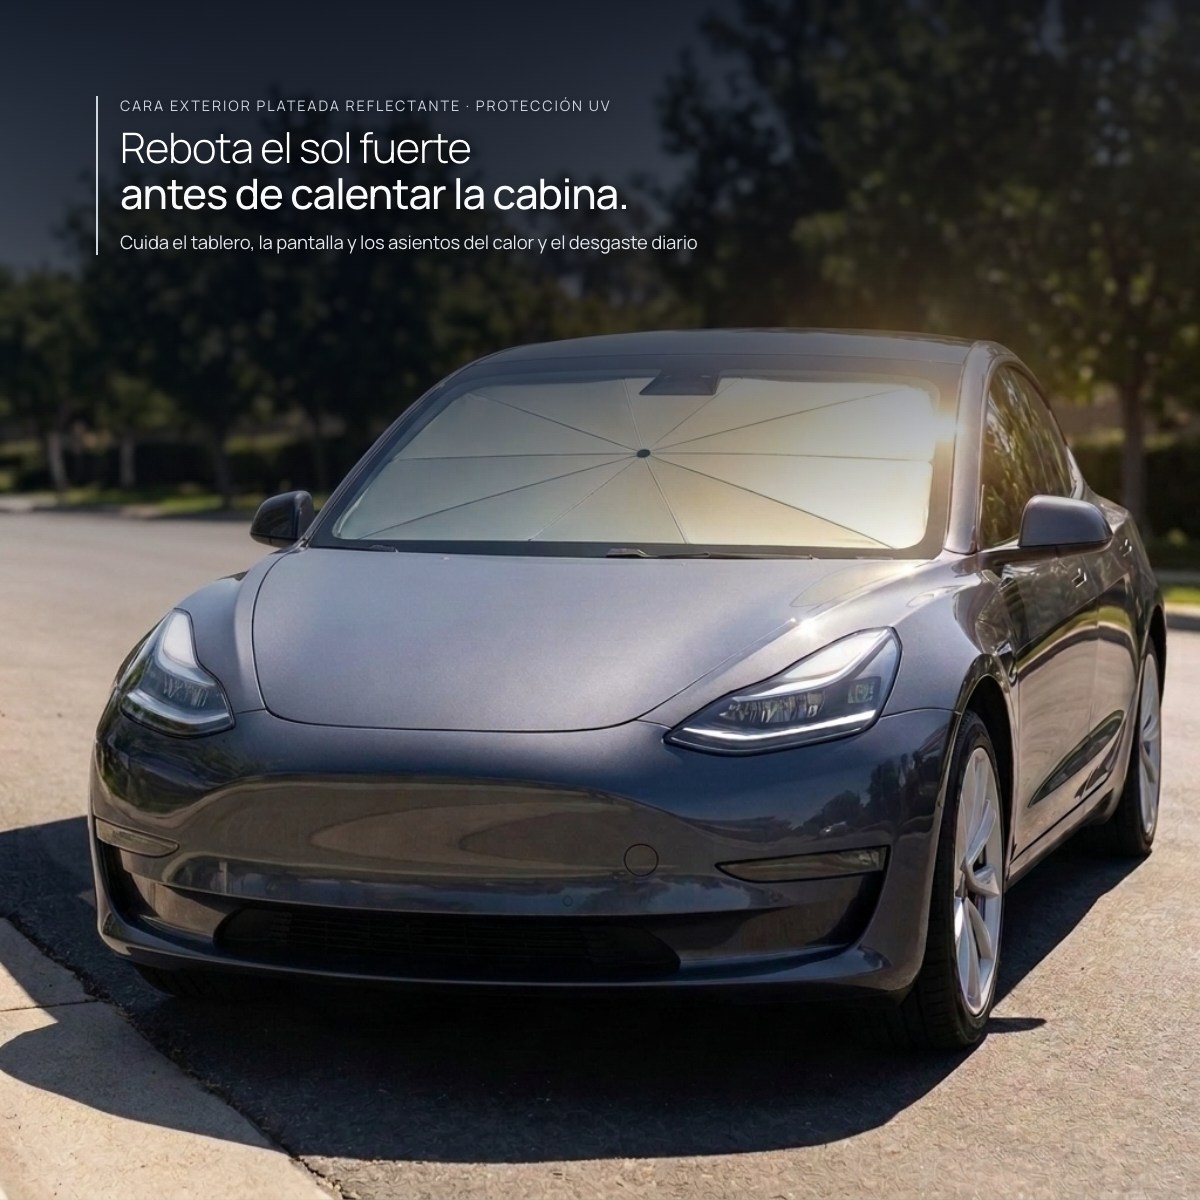 CARA EXTERIOR PLATEADA REFLECTANTE · PROTECCIÓN UV
Rebota el sol fuerte
antes de calentar la cabina.
Cuida el tablero, la pantalla y los asientos del calor y el desgaste diario